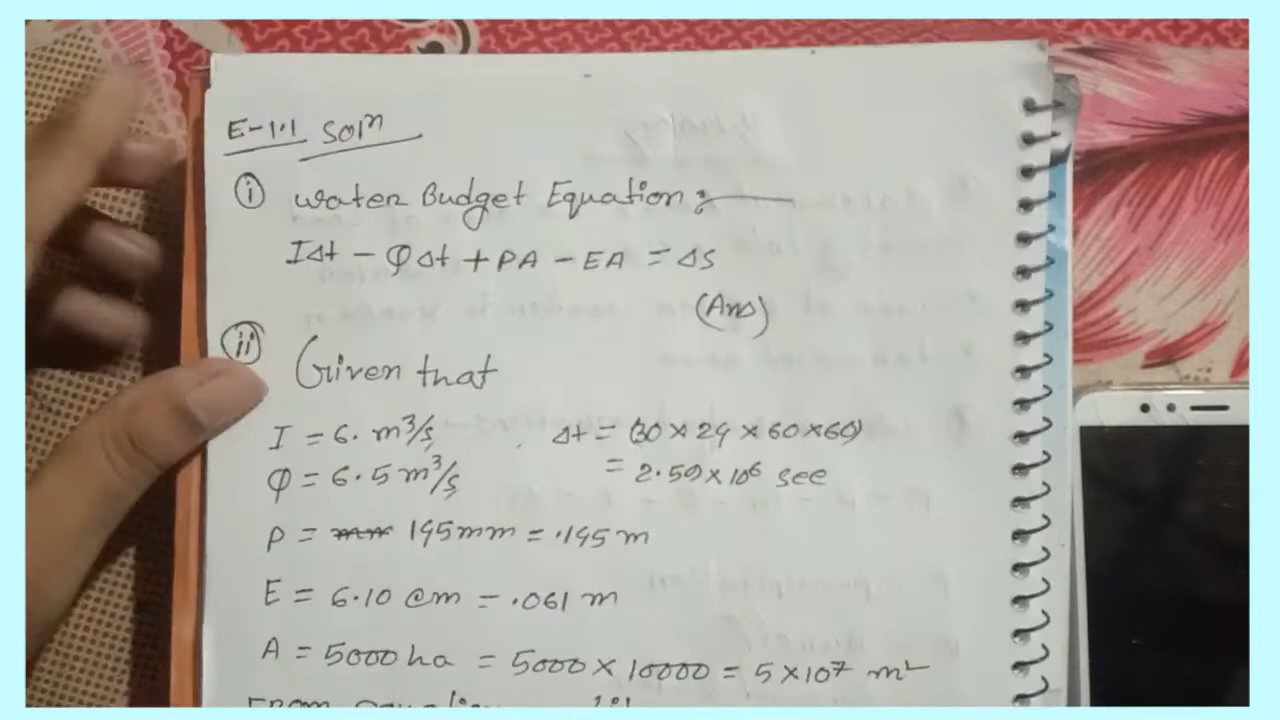 E-1.1 Solⁿ
(i) Water Budget Equation :-
IΔt - QΔt + PA - EA = ΔS
(Ans)
(ii) Given that
I = 6. m³/s, Δt = (30×24×60×60)
Q = 6.5 m³/s, = 2.59×10⁶ sec
P = 145mm = .145 m
E = 6.10 cm = .061 m
A = 5000 ha = 5000 × 10000 = 5×10⁷ m²
From